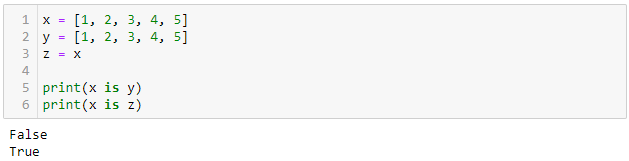 1 x = [1, 2, 3, 4, 5]
2 y = [1, 2, 3, 4, 5]
3 z = x
4
5 print(x is y)
6 print(x is z)
False
True